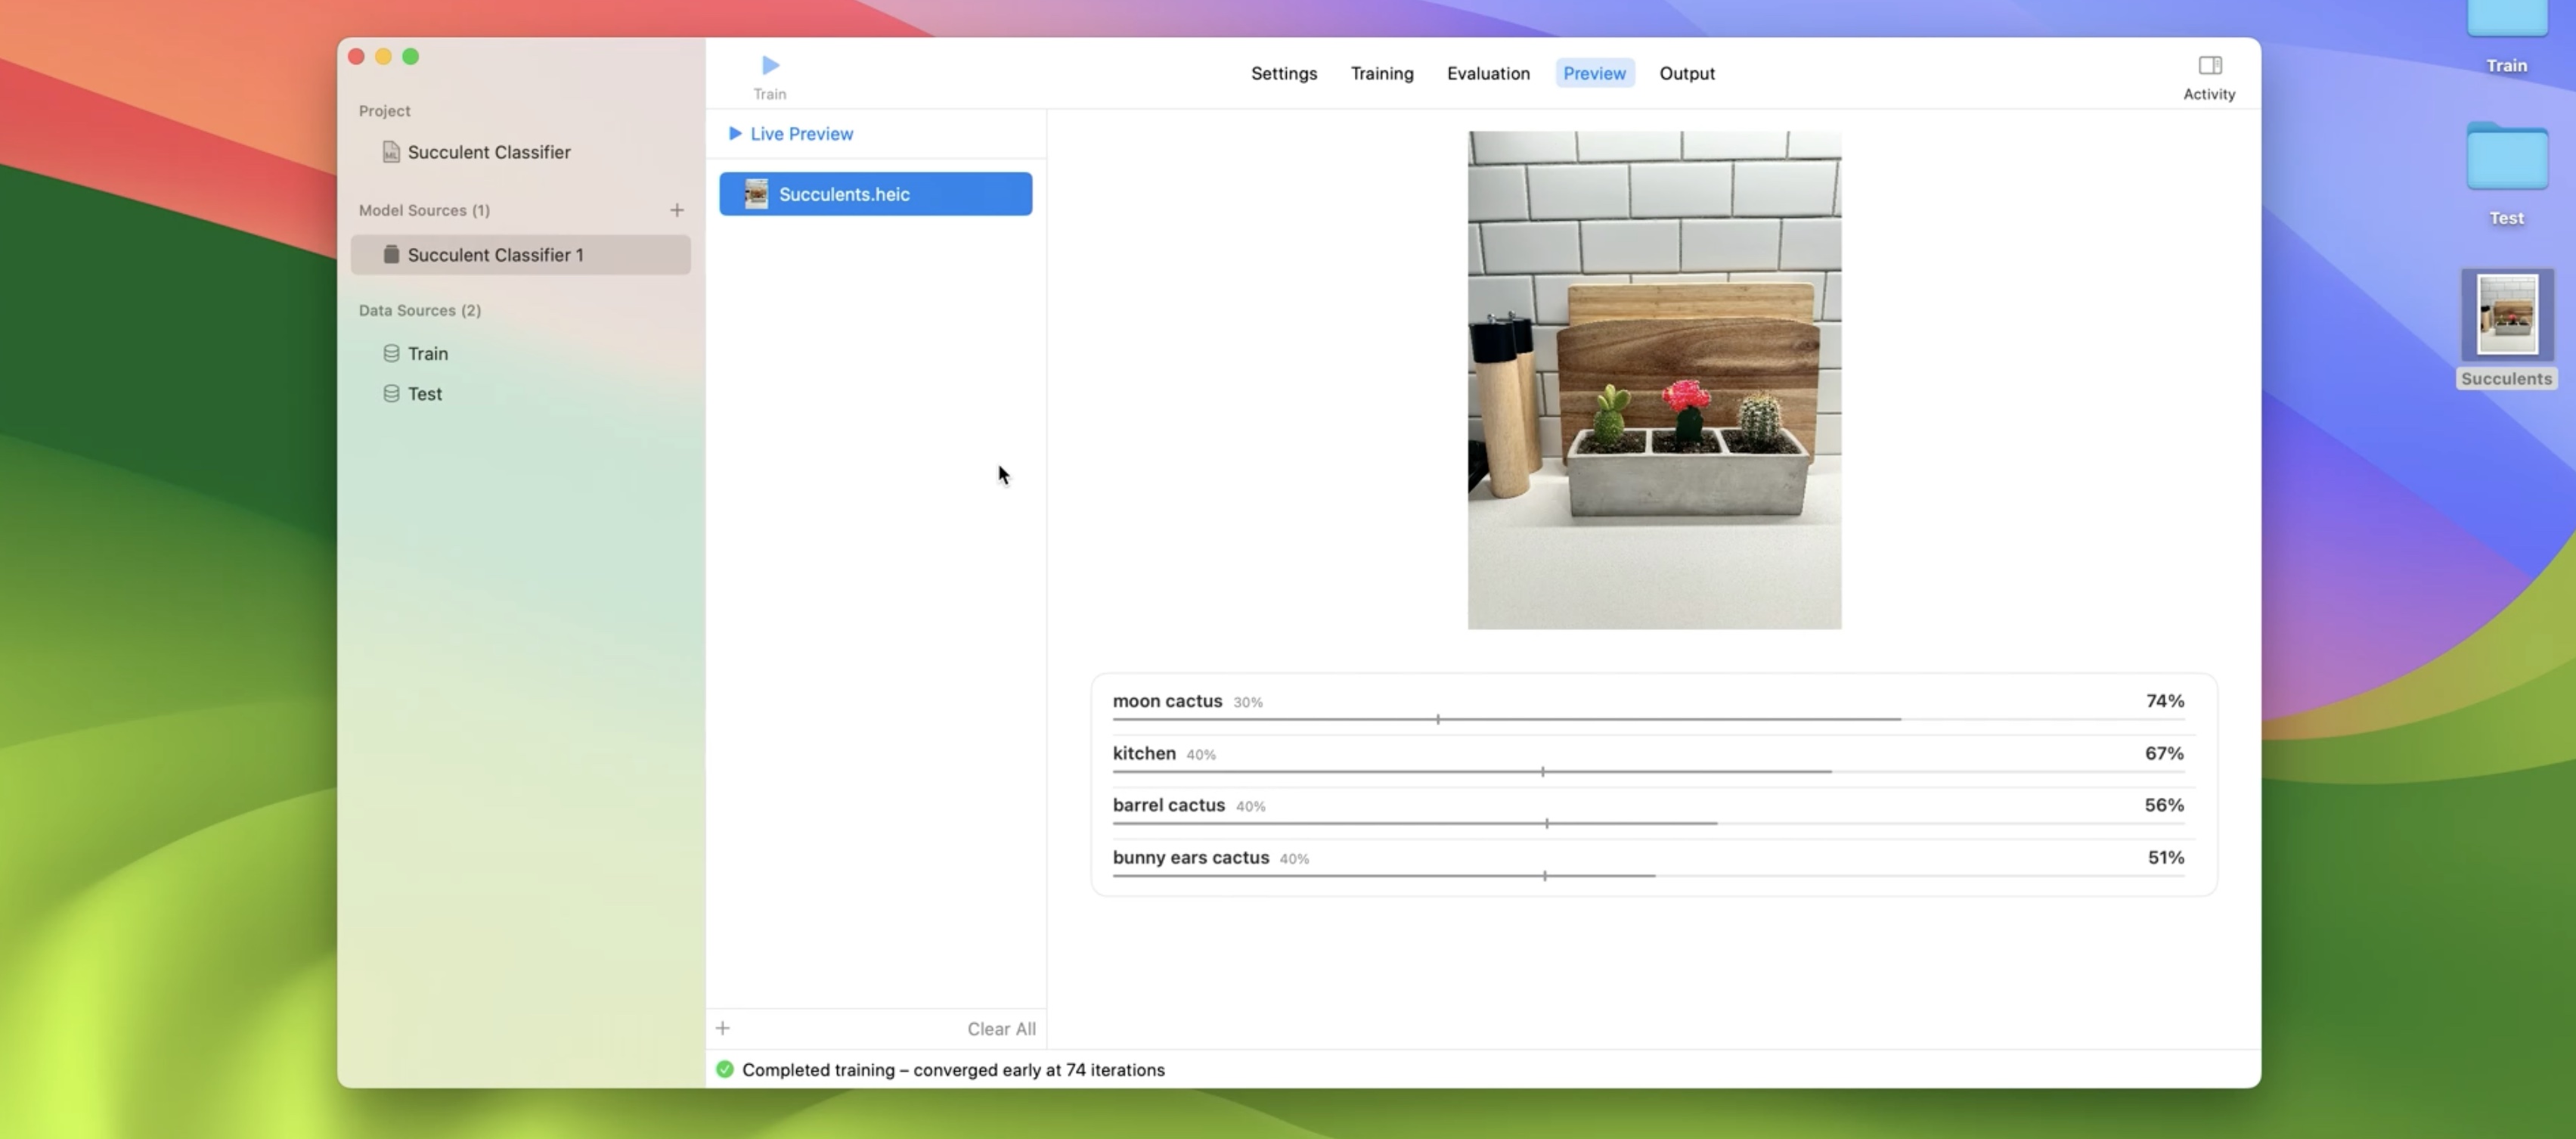 Train
Settings
Training
Evaluation
Preview
Output
Activity
Project
Succulent Classifier
Model Sources (1)
+
Succulent Classifier 1
Data Sources (2)
Train
Test
Live Preview
Succulents.heic
moon cactus 30% 74%
kitchen 40% 67%
barrel cactus 40% 56%
bunny ears cactus 40% 51%
+ Clear All
Completed training – converged early at 74 iterations
Train
Test
Succulents
ML